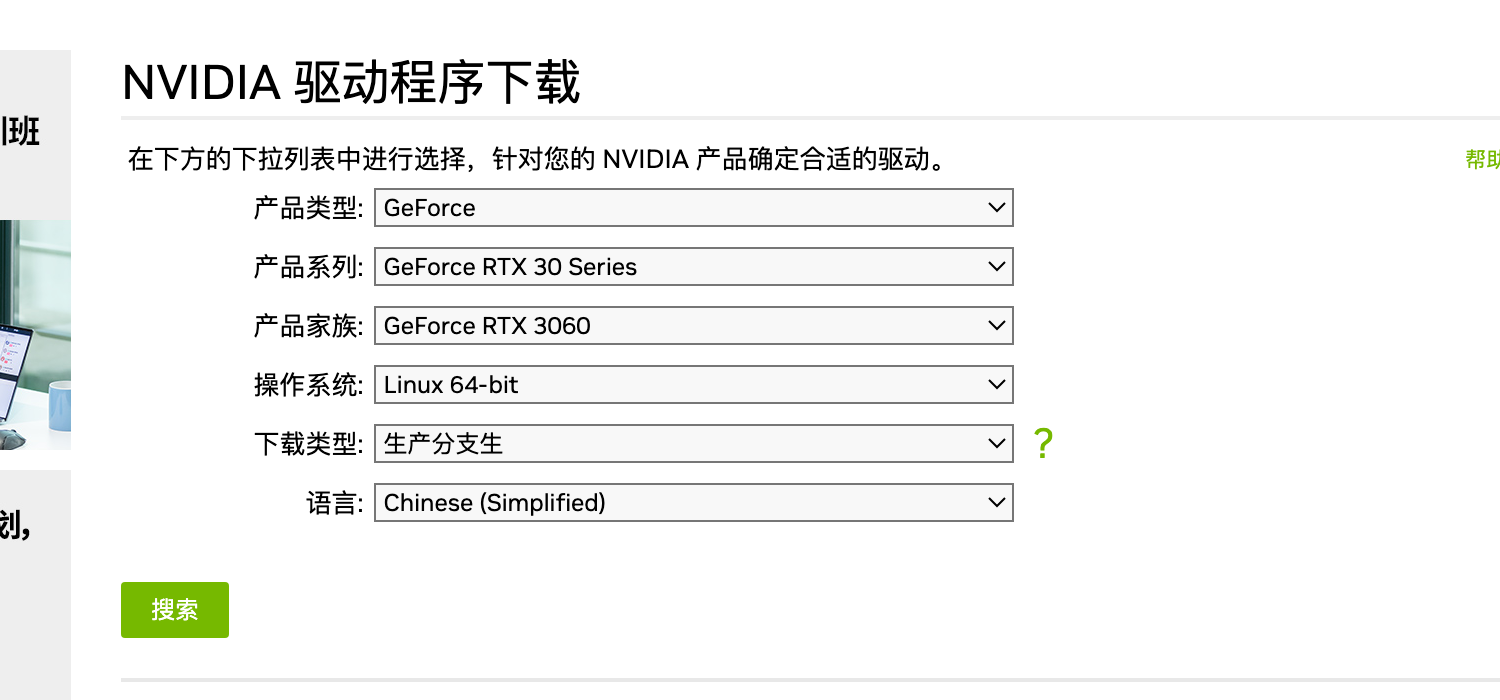 NVIDIA 驱动程序下载
班
在下方的下拉列表中进行选择，针对您的 NVIDIA 产品确定合适的驱动。
帮助
产品类型: GeForce
产品系列: GeForce RTX 30 Series
产品家族: GeForce RTX 3060
操作系统: Linux 64-bit
下载类型: 生产分支生 ?
语言: Chinese (Simplified)
划,
搜索